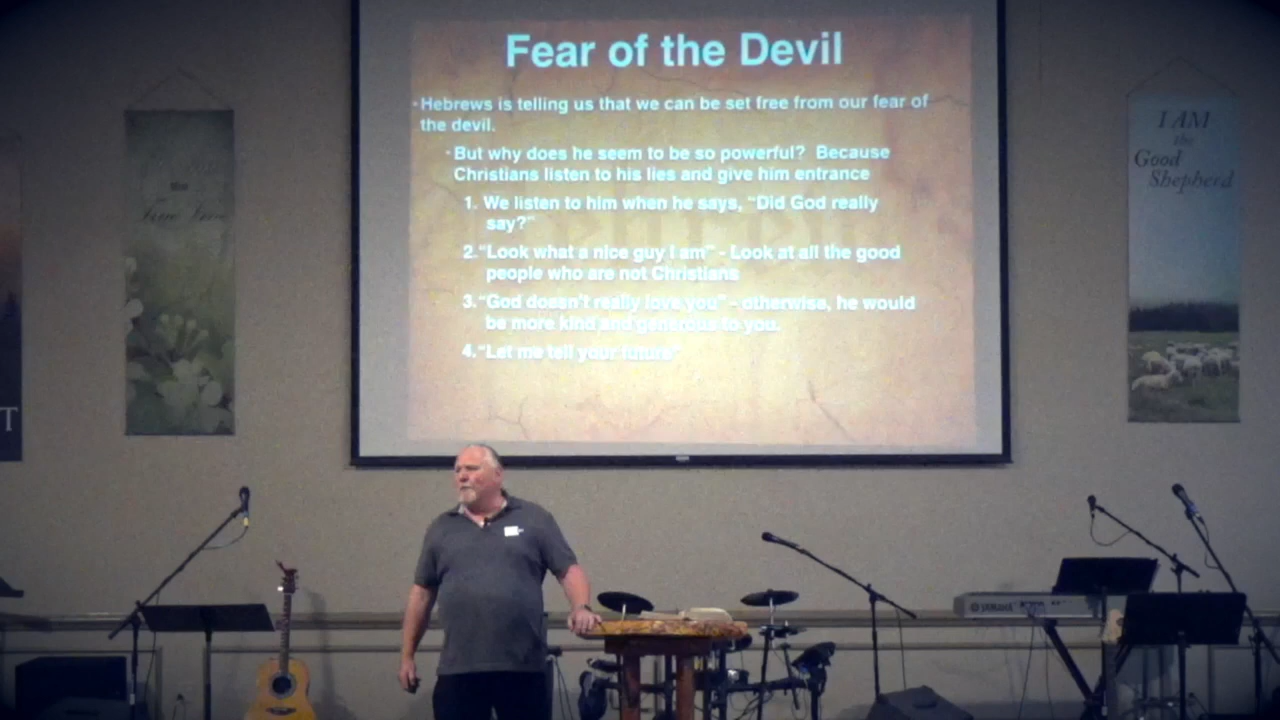 Fear of the Devil
Hebrews is telling us that we can be set free from our fear of
the devil.
But why does he seem to be so powerful? Because
Christians listen to his lies and give him entrance
1. We listen to him when he says, "Did God really
say?"
2. "Look what a nice guy I am" - Look at all the good
people who are not Christians
3. "God doesn't really love you" - otherwise, he would
be more kind and generous to you.
4. "Let me tell your future"
I AM
the
Good
Shepherd
YAMAHA
T